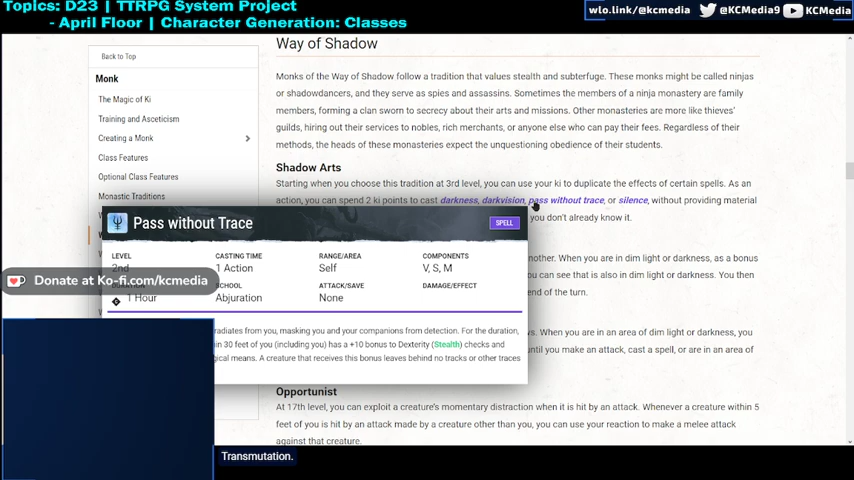 Topics: D23 | TTRPG System Project
- April Floor | Character Generation: Classes
wlo.link/@kcmedia
@KCMedia9
KCMedia
Back to Top
Monk
The Magic of Ki
Training and Asceticism
Creating a Monk
Class Features
Optional Class Features
Monastic Traditions
Way of Shadow
Monks of the Way of Shadow follow a tradition that values stealth and subterfuge. These monks might be called ninjas
or shadowdancers, and they serve as spies and assassins. Sometimes the members of a ninja monastery are family
members, forming a clan sworn to secrecy about their arts and missions. Other monasteries are more like thieves'
guilds, hiring out their services to nobles, rich merchants, or anyone else who can pay their fees. Regardless of their
methods, the heads of these monasteries expect the unquestioning obedience of their students.
Shadow Arts
Starting when you choose this tradition at 3rd level, you can use your ki to duplicate the effects of certain spells. As an
action, you can spend 2 ki points to cast darkness, darkvision, pass without trace, or silence, without providing material
you don't already know it.
Pass without Trace
SPELL
LEVEL
2nd
CASTING TIME
1 Action
RANGE/AREA
Self
COMPONENTS
V, S, M
1 Hour
SCHOOL
Abjuration
ATTACK/SAVE
None
DAMAGE/EFFECT
radiates from you, masking you and your companions from detection. For the duration,
in 30 feet of you (including you) has a +10 bonus to Dexterity (Stealth) checks and
gical means. A creature that receives this bonus leaves behind no tracks or other traces
Donate at Ko-fi.com/kcmedia
nother. When you are in dim light or darkness, as a bonus
ou can see that is also in dim light or darkness. You then
end of the turn.
ws. When you are in an area of dim light or darkness, you
until you make an attack, cast a spell, or are in an area of
Opportunist
At 17th level, you can exploit a creature's momentary distraction when it is hit by an attack. Whenever a creature within 5
feet of you is hit by an attack made by a creature other than you, you can use your reaction to make a melee attack
against that creature.
Transmutation.